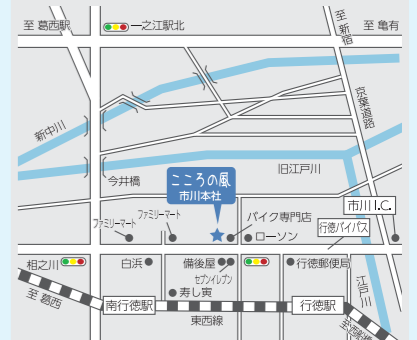 至 葛西駅
一之江駅北
至 新宿
至 亀有
京葉道路
新中川
旧江戸川
今井橋
こころの風
市川本社
市川I.C.
ファミリーマート
ファミリーマート
バイク専門店
行徳バイパス
ローソン
相之川
白浜
備後屋
セブンイレブン
行徳郵便局
江戸川
寿し寅
至 葛西
南行徳駅
東西線
行徳駅
至西船橋